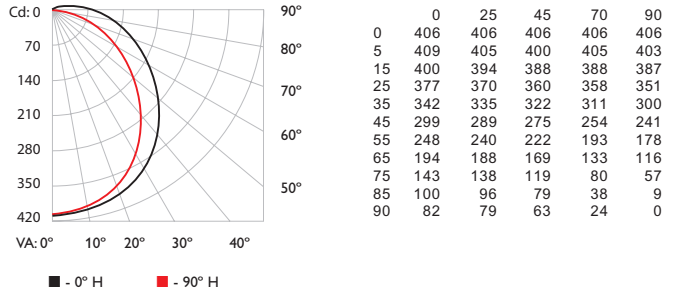 Cd: 0
70
140
210
280
350
420
90°
80°
70°
60°
50°
VA: 0° 10° 20° 30° 40°
- 0° H - 90° H
0 25 45 70 90
0 406 406 406 406 406
5 409 405 400 405 403
15 400 394 388 388 387
25 377 370 360 358 351
35 342 335 322 311 300
45 299 289 275 254 241
55 248 240 222 193 178
65 194 188 169 133 116
75 143 138 119 80 57
85 100 96 79 38 9
90 82 79 63 24 0